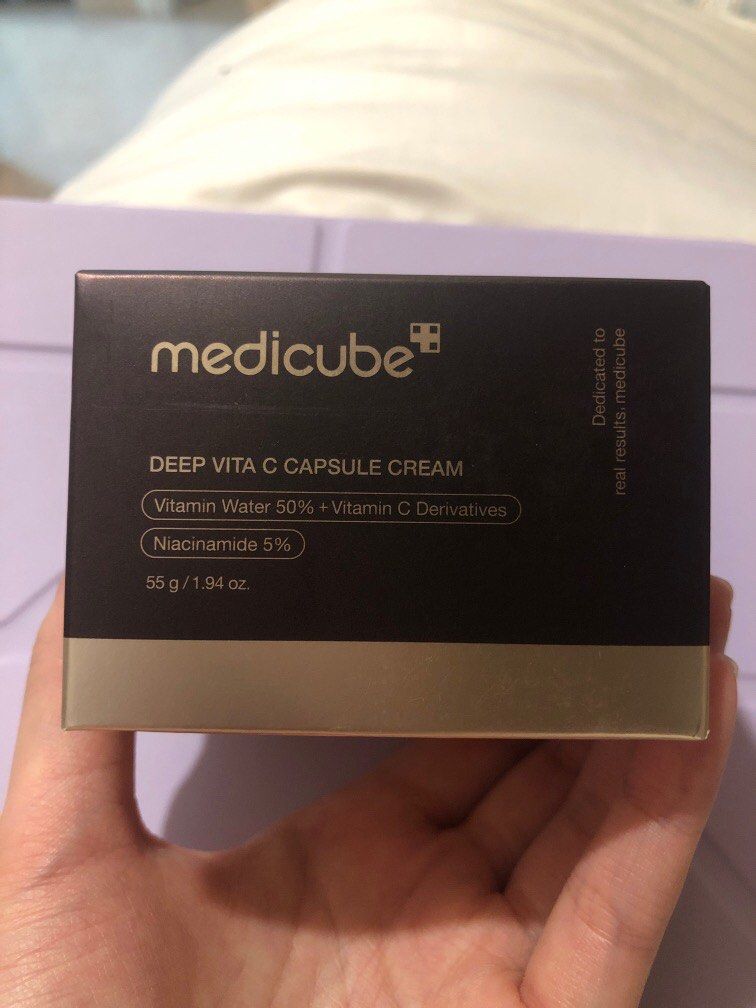 medicube
DEEP VITA C CAPSULE CREAM
Vitamin Water 50% + Vitamin C Derivatives
Niacinamide 5%
55 g / 1.94 oz.
Dedicated to
real results, medicube